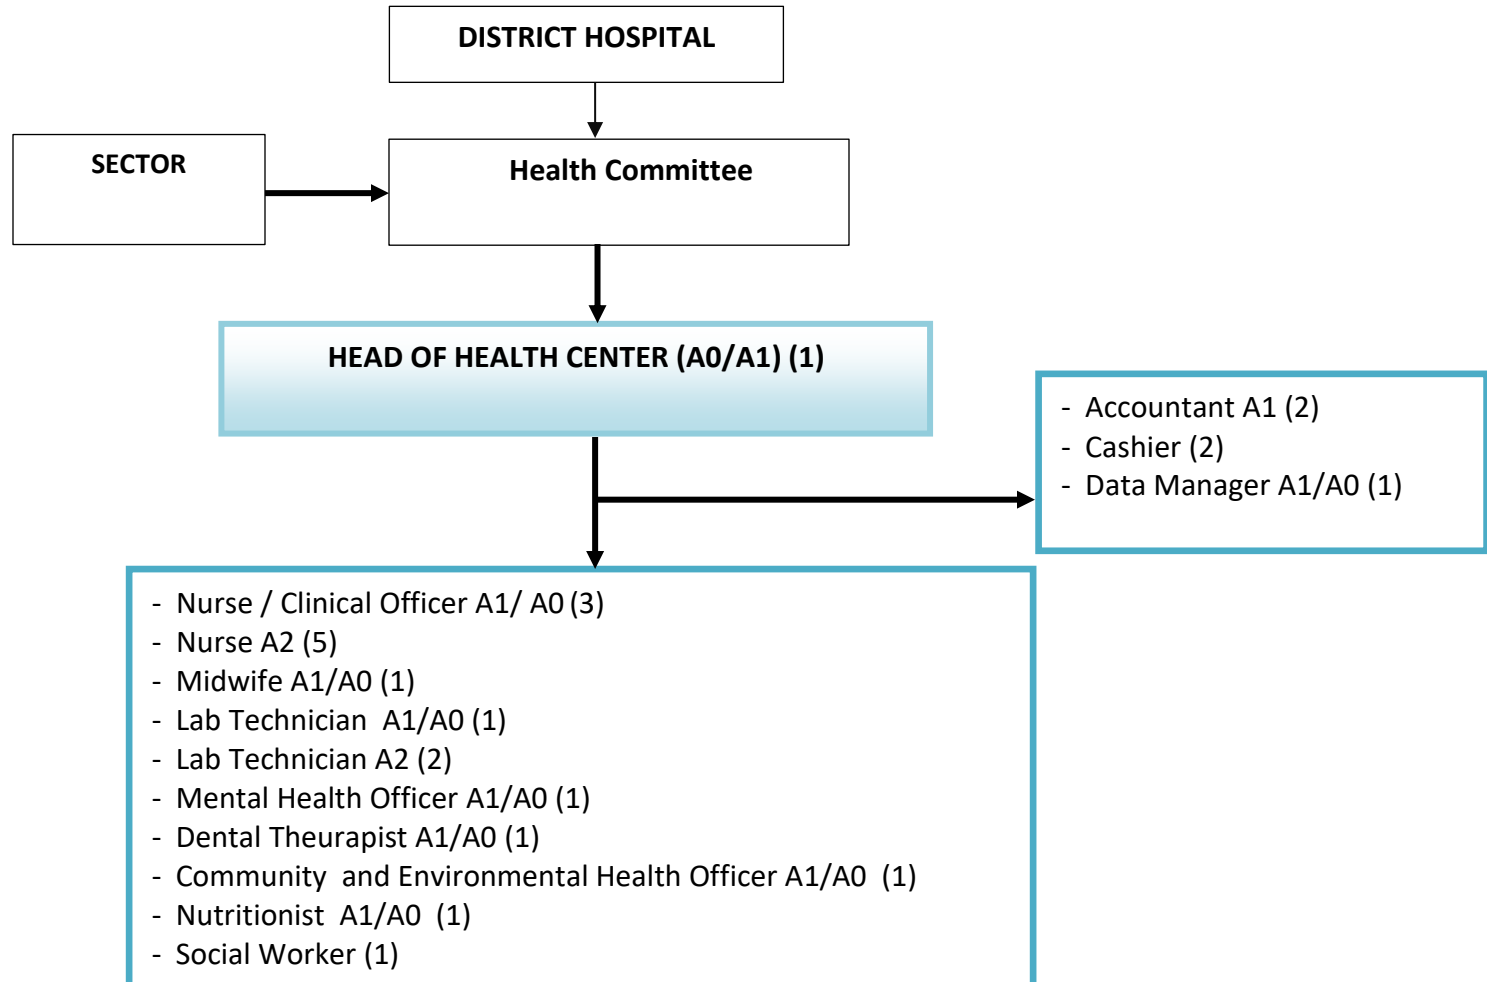 DISTRICT HOSPITAL
SECTOR
Health Committee
HEAD OF HEALTH CENTER (A0/A1) (1)
- Accountant A1 (2)
- Cashier (2)
- Data Manager A1/A0 (1)
- Nurse / Clinical Officer A1/ A0 (3)
- Nurse A2 (5)
- Midwife A1/A0 (1)
- Lab Technician A1/A0 (1)
- Lab Technician A2 (2)
- Mental Health Officer A1/A0 (1)
- Dental Theurapist A1/A0 (1)
- Community and Environmental Health Officer A1/A0 (1)
- Nutritionist A1/A0 (1)
- Social Worker (1)